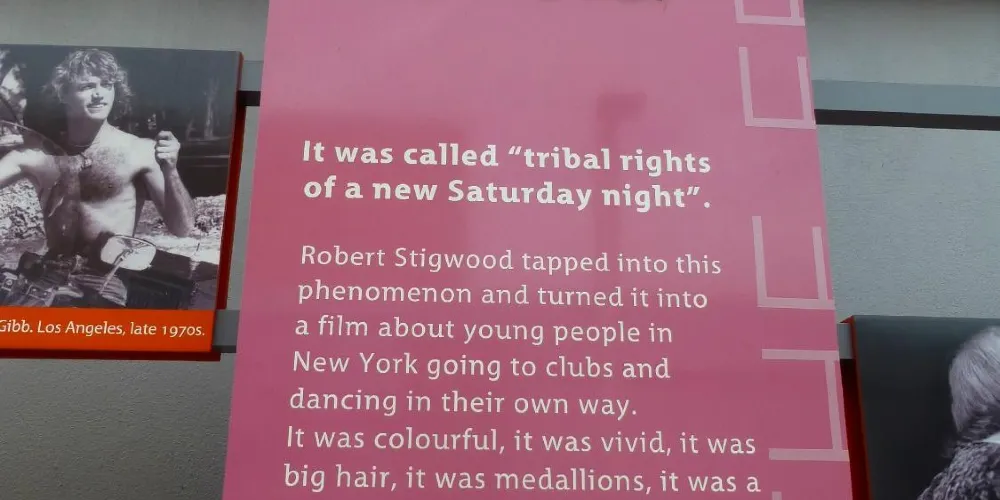 Gibb. Los Angeles, late 1970s.
It was called “tribal rights
of a new Saturday night”.
Robert Stigwood tapped into this
phenomenon and turned it into
a film about young people in
New York going to clubs and
dancing in their own way.
It was colourful, it was vivid, it was
big hair, it was medallions, it was a